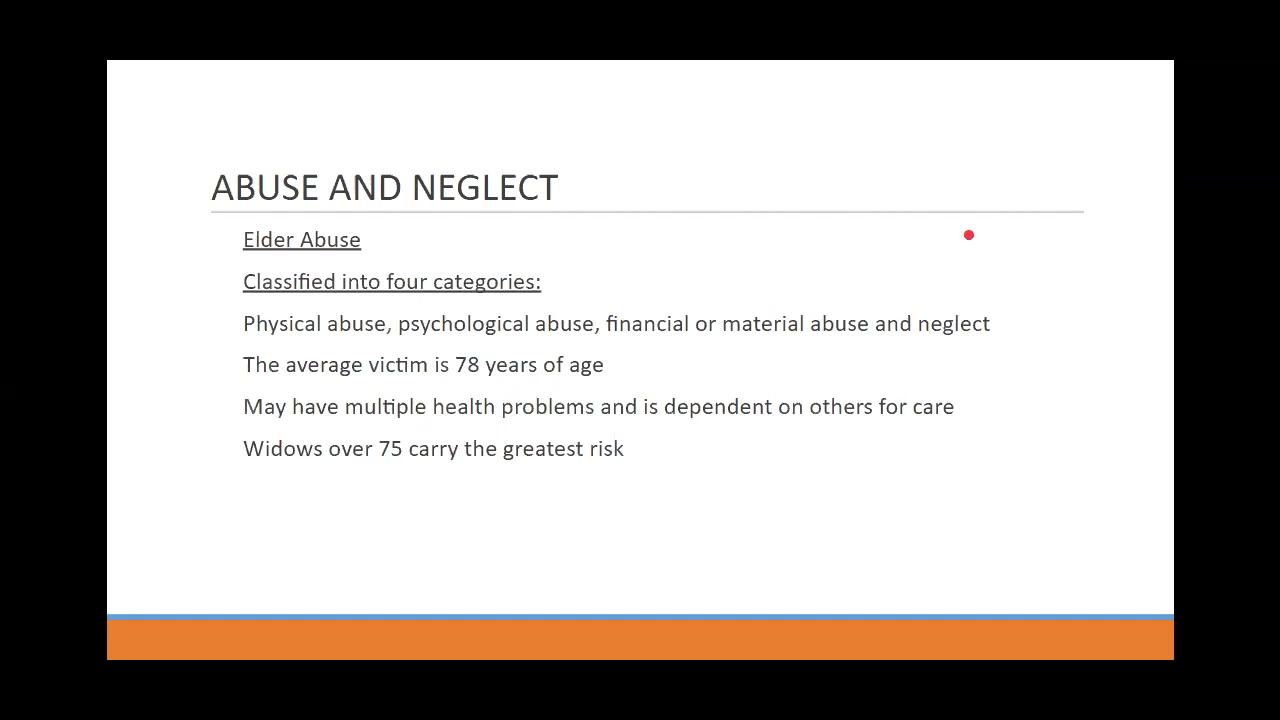 ABUSE AND NEGLECT
Elder Abuse
Classified into four categories:
Physical abuse, psychological abuse, financial or material abuse and neglect
The average victim is 78 years of age
May have multiple health problems and is dependent on others for care
Widows over 75 carry the greatest risk